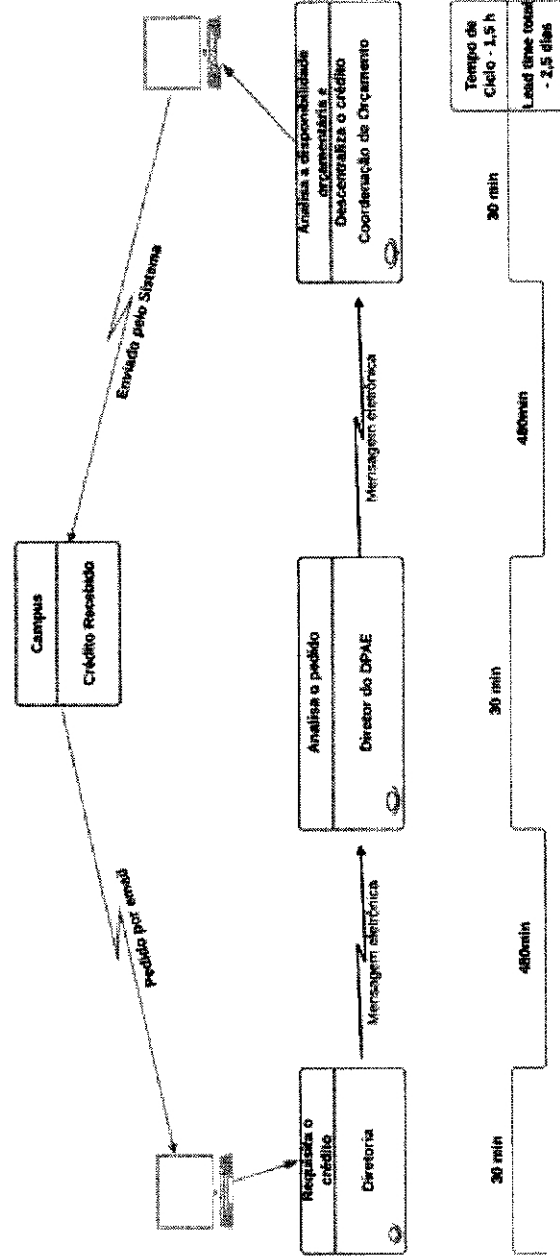 Campus
Crédito Recebido
Pedido por email
Enviado pelo Sistema
Requisita o
crédito
Diretoria
Mensagem eletrônica
Analisa o pedido
Diretor do DPAE
Mensagem eletrônica
Analisa a disponibilidade
orçamentária e
Descentraliza o crédito
Coordenação de Orçamento
30 min
480min
30 min
480min
30 min
Tempo de
Ciclo - 1,5 h
Lead time total
- 2,5 dias